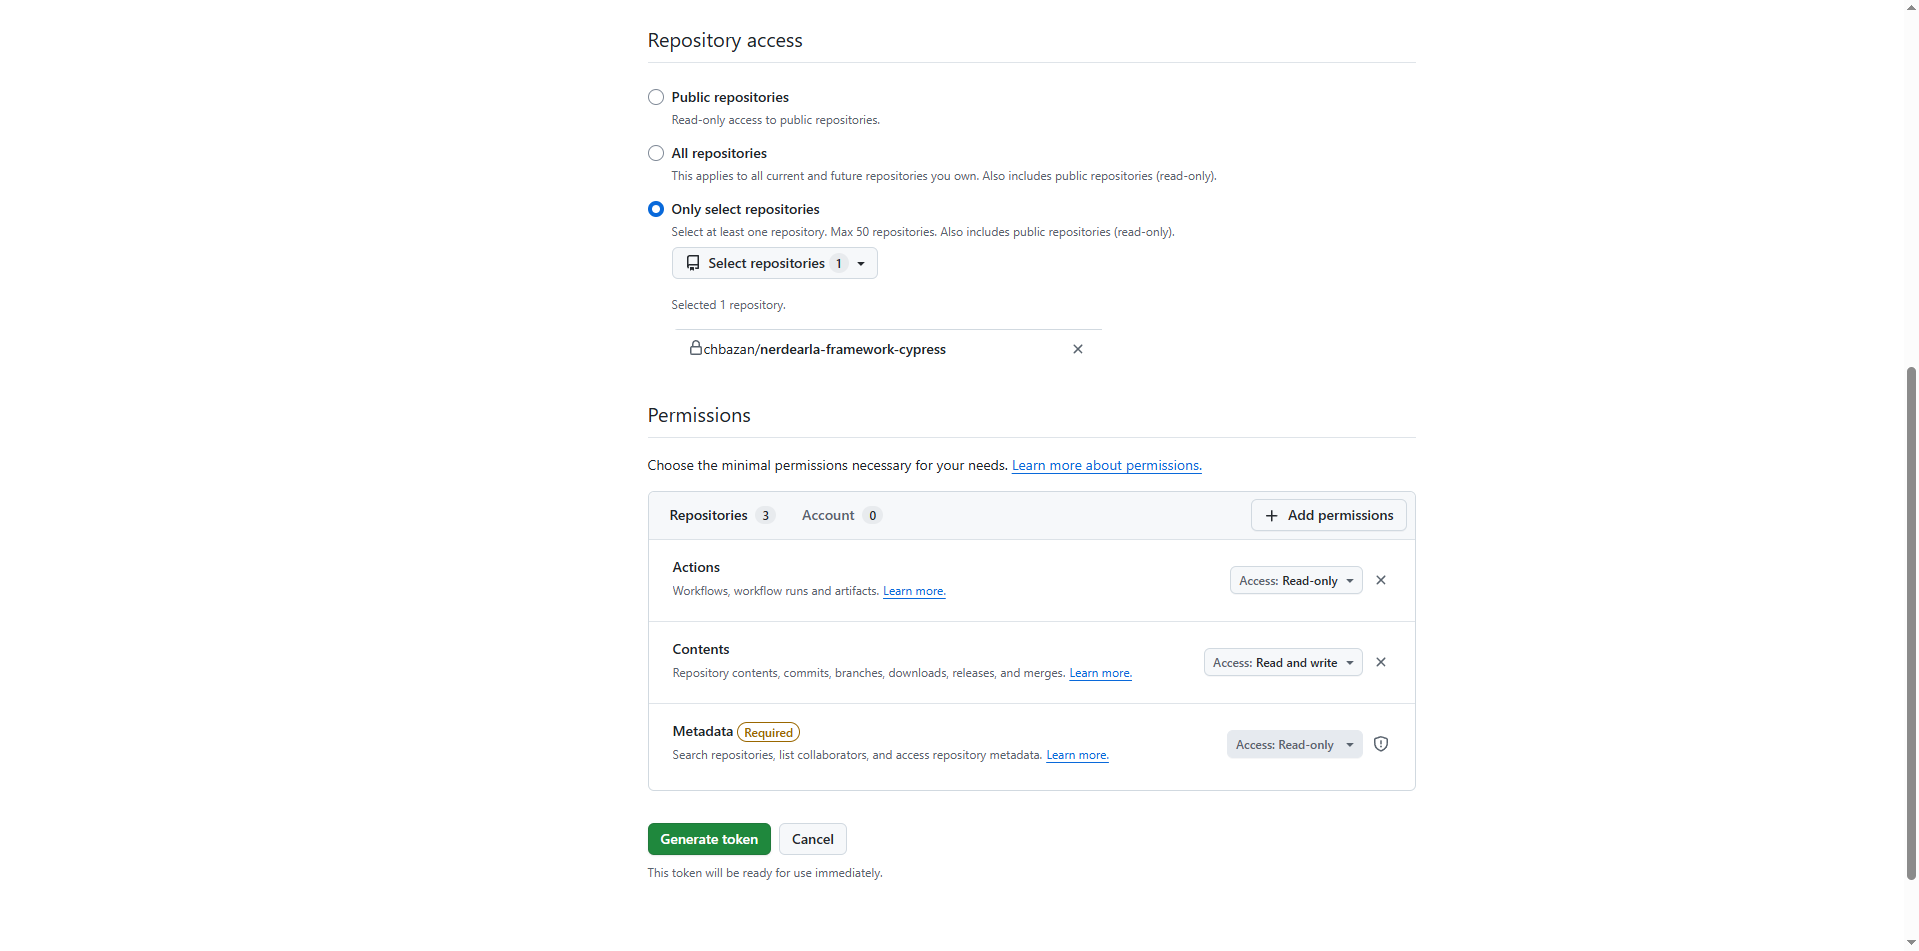 Repository access
Public repositories
Read-only access to public repositories.
All repositories
This applies to all current and future repositories you own. Also includes public repositories (read-only).
Only select repositories
Select at least one repository. Max 50 repositories. Also includes public repositories (read-only).
Select repositories 1
Selected 1 repository.
chbazan/nerdearla-framework-cypress
Permissions
Choose the minimal permissions necessary for your needs. Learn more about permissions.
Repositories 3 Account 0 Add permissions
Actions
Workflows, workflow runs and artifacts. Learn more.
Access: Read-only
Contents
Repository contents, commits, branches, downloads, releases, and merges. Learn more.
Access: Read and write
Metadata Required
Search repositories, list collaborators, and access repository metadata. Learn more.
Access: Read-only
Generate token Cancel
This token will be ready for use immediately.